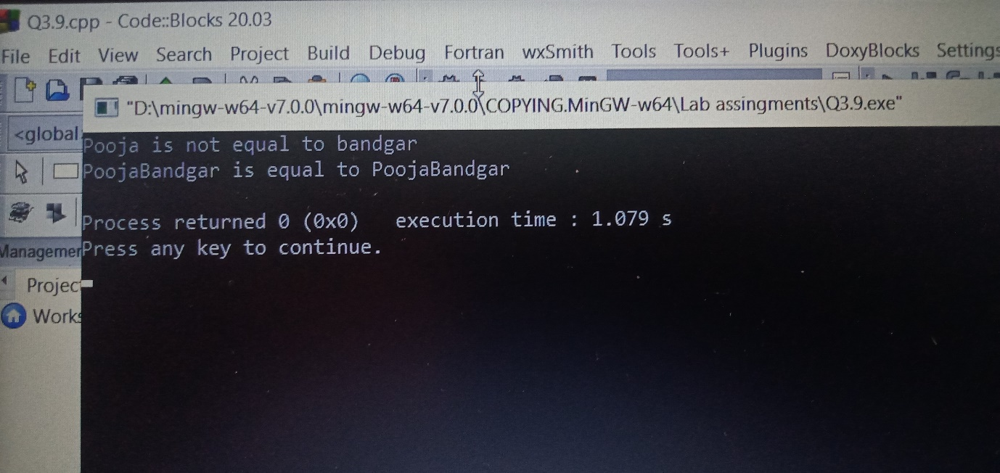 Q3.9.cpp - Code::Blocks 20.03
File Edit View Search Project Build Debug Fortran wxSmith Tools Tools+ Plugins DoxyBlocks Settings
"D:\mingw-w64-v7.0.0\mingw-w64-v7.0.0\COPYING.MinGW-w64\Lab assingments\Q3.9.exe"
<global
Pooja is not equal to bandgar
PoojaBandgar is equal to PoojaBandgar
Process returned 0 (0x0) execution time : 1.079 s
Managemer
Press any key to continue.
Projec
Works